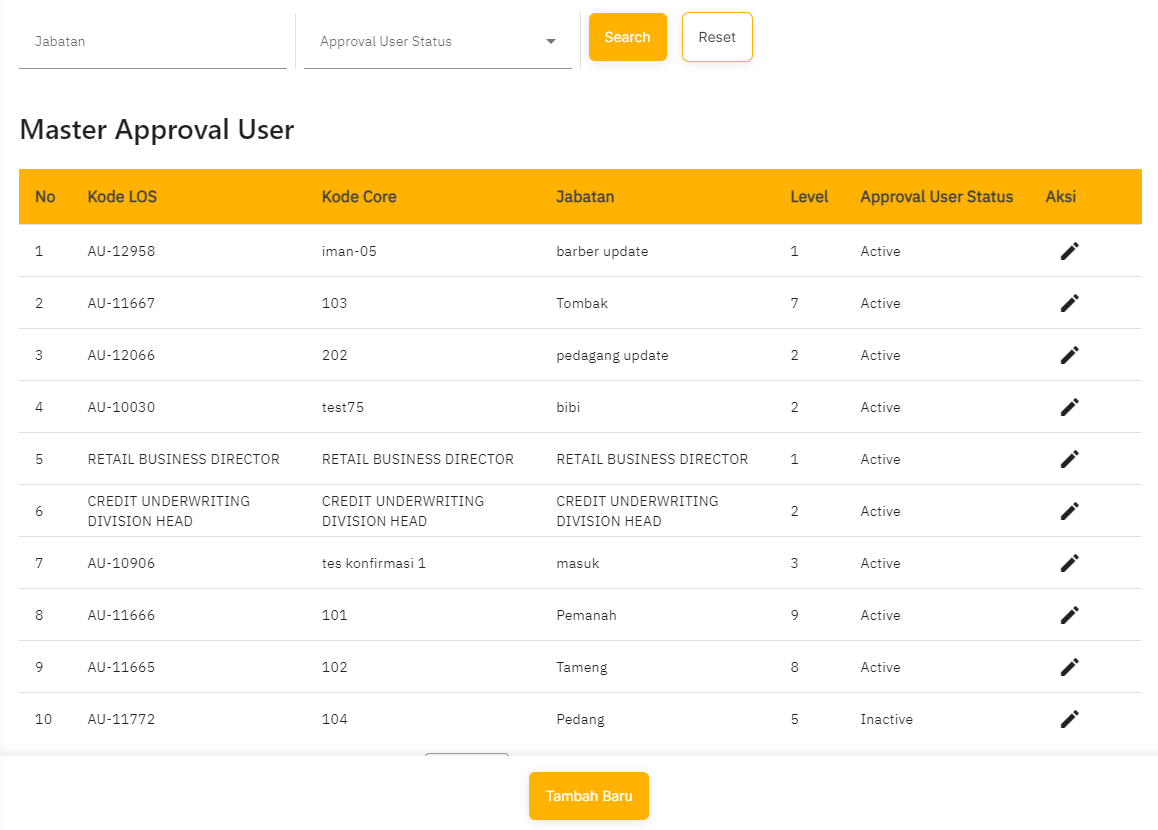 Jabatan Approval User Status Search Reset
Master Approval User
No Kode LOS Kode Core Jabatan Level Approval User Status Aksi
1 AU-12958 iman-05 barber update 1 Active
2 AU-11667 103 Tombak 7 Active
3 AU-12066 202 pedagang update 2 Active
4 AU-10030 test75 bibi 2 Active
5 RETAIL BUSINESS DIRECTOR RETAIL BUSINESS DIRECTOR RETAIL BUSINESS DIRECTOR 1 Active
CREDIT UNDERWRITING CREDIT UNDERWRITING CREDIT UNDERWRITING
6 DIVISION HEAD DIVISION HEAD DIVISION HEAD 2 Active
7 AU-10906 tes konfirmasi 1 masuk 3 Active
8 AU-11666 101 Pemanah 9 Active
9 AU-11665 102 Tameng 8 Active
10 AU-11772 104 Pedang 5 Inactive
Tambah Baru